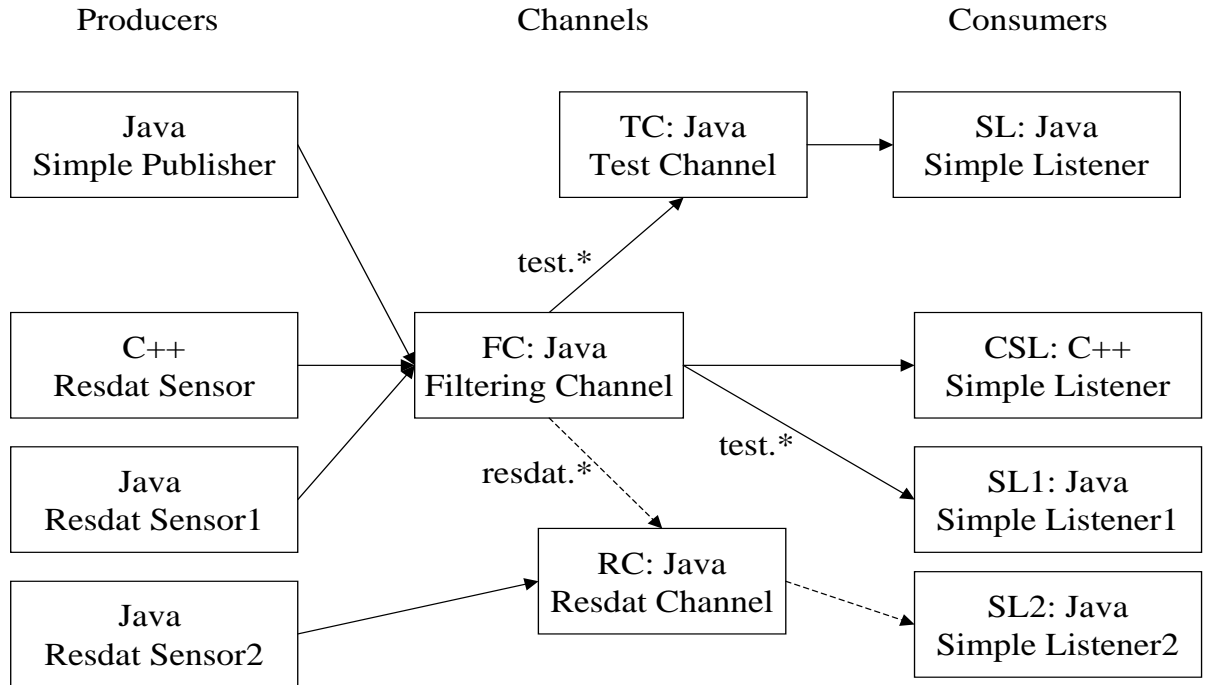 Producers
Channels
Consumers
Java
Simple Publisher
TC: Java
Test Channel
SL: Java
Simple Listener
test.*
C++
Resdat Sensor
FC: Java
Filtering Channel
CSL: C++
Simple Listener
test.*
resdat.*
Java
Resdat Sensor1
SL1: Java
Simple Listener1
RC: Java
Resdat Channel
Java
Resdat Sensor2
SL2: Java
Simple Listener2